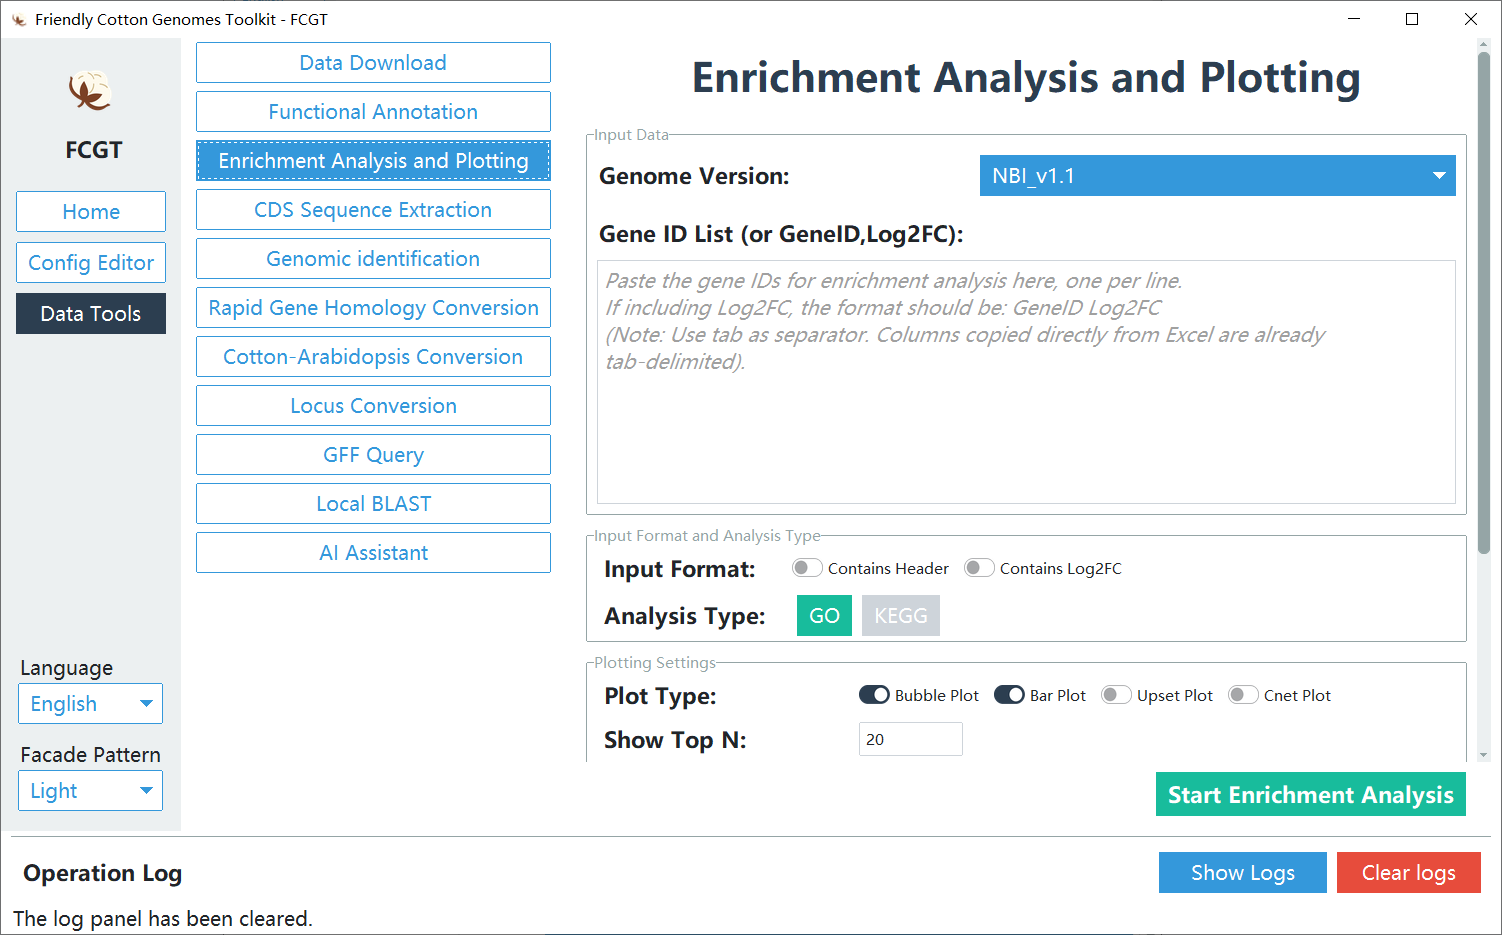 Friendly Cotton Genomes Toolkit - FCGT
FCGT
Home
Config Editor
Data Tools
Language
English
Facade Pattern
Light
Data Download
Functional Annotation
Enrichment Analysis and Plotting
CDS Sequence Extraction
Genomic identification
Rapid Gene Homology Conversion
Cotton-Arabidopsis Conversion
Locus Conversion
GFF Query
Local BLAST
AI Assistant
Enrichment Analysis and Plotting
Input Data
Genome Version:
NBI_v1.1
Gene ID List (or GeneID,Log2FC):
Paste the gene IDs for enrichment analysis here, one per line.
If including Log2FC, the format should be: GeneID Log2FC
(Note: Use tab as separator. Columns copied directly from Excel are already
tab-delimited).
Input Format and Analysis Type
Input Format: Contains Header Contains Log2FC
Analysis Type: GO KEGG
Plotting Settings
Plot Type: Bubble Plot Bar Plot Upset Plot Cnet Plot
Show Top N: 20
Start Enrichment Analysis
Operation Log
Show Logs
Clear logs
The log panel has been cleared.